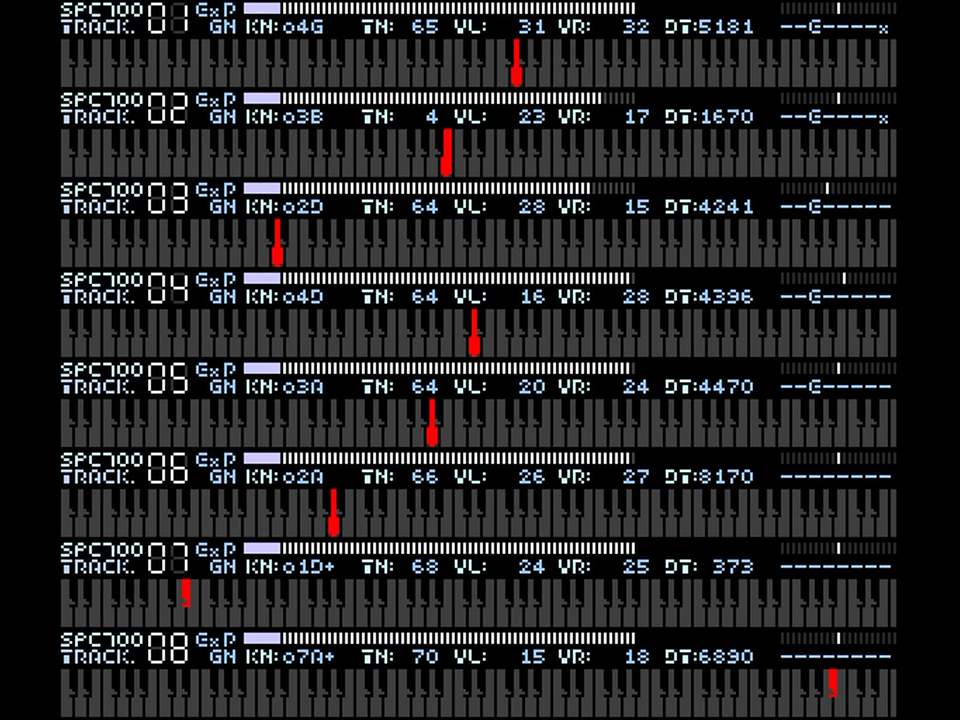 SPC700 01 GxP
TRACK. GN KN:o4G TN: 65 VL: 31 VR: 32 DT:5181 --E-----x
SPC700 02 GxP
TRACK. GN KN:o3B TN: 4 VL: 23 VR: 17 DT:1670 --E-----x
SPC700 03 GxP
TRACK. GN KN:o2D TN: 64 VL: 28 VR: 15 DT:4241 --E------
SPC700 04 GxP
TRACK. GN KN:o4D TN: 64 VL: 16 VR: 28 DT:4396 --E------
SPC700 05 GxP
TRACK. GN KN:o3A TN: 64 VL: 20 VR: 24 DT:4470 --E------
SPC700 06 GxP
TRACK. GN KN:o2A TN: 66 VL: 26 VR: 27 DT:8170 ---------
SPC700 07 GxP
TRACK. GN KN:o1D+ TN: 68 VL: 24 VR: 25 DT: 373 ---------
SPC700 08 GxP
TRACK. GN KN:o7A+ TN: 70 VL: 15 VR: 18 DT:6890 ---------